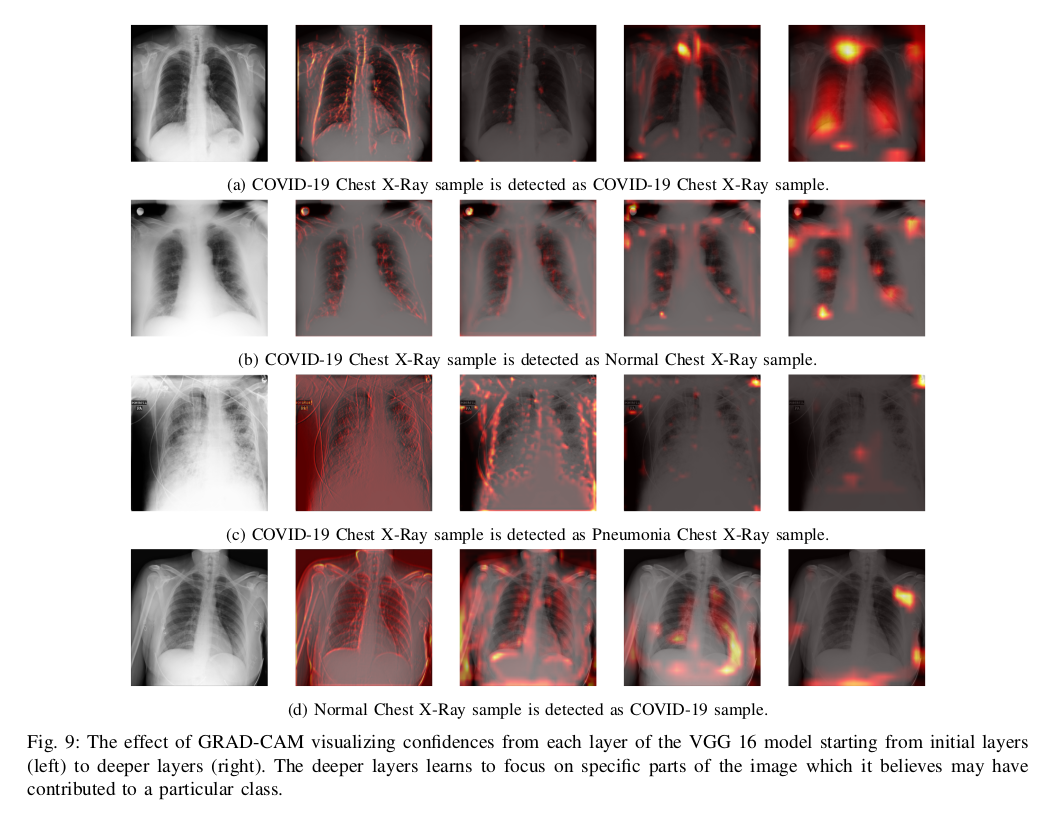 (a) COVID-19 Chest X-Ray sample is detected as COVID-19 Chest X-Ray sample.
(b) COVID-19 Chest X-Ray sample is detected as Normal Chest X-Ray sample.
(c) COVID-19 Chest X-Ray sample is detected as Pneumonia Chest X-Ray sample.
(d) Normal Chest X-Ray sample is detected as COVID-19 sample.
Fig. 9: The effect of GRAD-CAM visualizing confidences from each layer of the VGG 16 model starting from initial layers
(left) to deeper layers (right). The deeper layers learns to focus on specific parts of the image which it believes may have
contributed to a particular class.